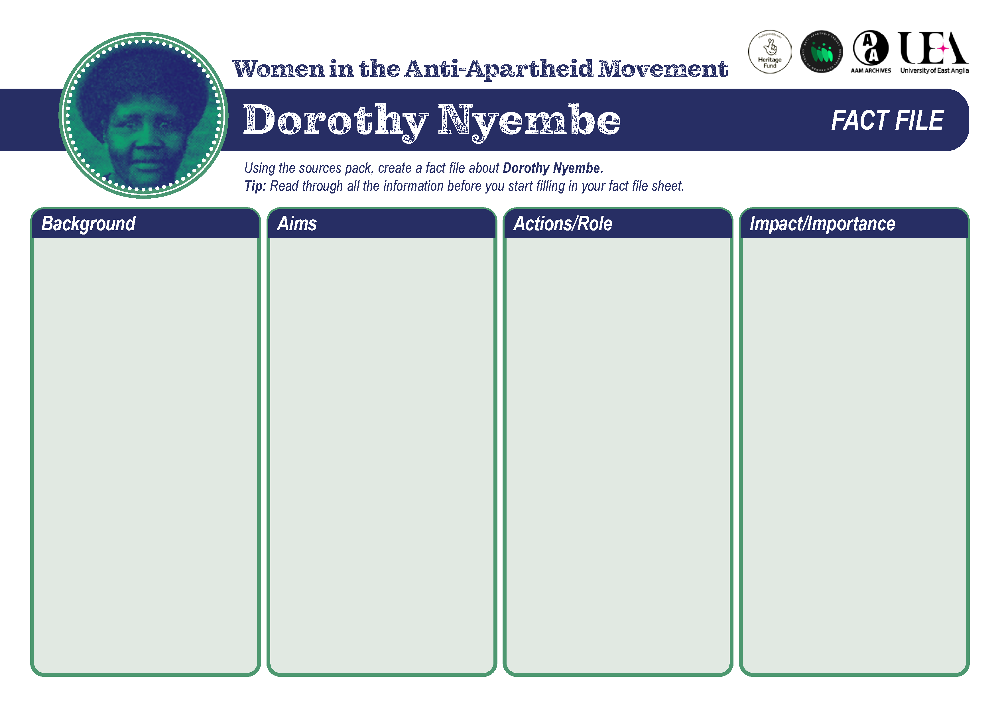 Made possible with
Heritage
Fund
ANTI-APARTHEID LEGACY
CENTRE OF MEMORY AND LEARNING
A
A
AAM ARCHIVES
UEA
University of East Anglia
Women in the Anti-Apartheid Movement
Dorothy Nyembe
FACT FILE
Using the sources pack, create a fact file about Dorothy Nyembe.
Tip: Read through all the information before you start filling in your fact file sheet.
Background
Aims
Actions/Role
Impact/Importance